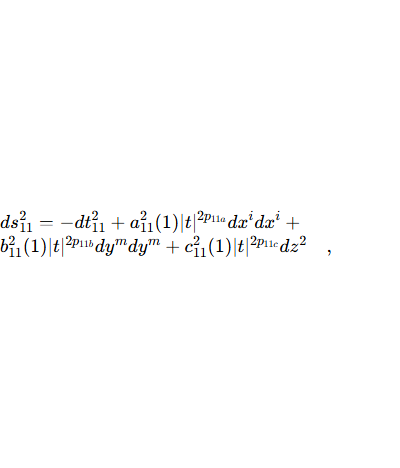 $ds_{11}^2 = -dt_{11}^2 + a_{11}^2(1)|t|^{2p_{11a}} dx^i dx^i +$
$b_{11}^2(1)|t|^{2p_{11b}} dy^m dy^m + c_{11}^2(1)|t|^{2p_{11c}} dz^2 \quad ,$